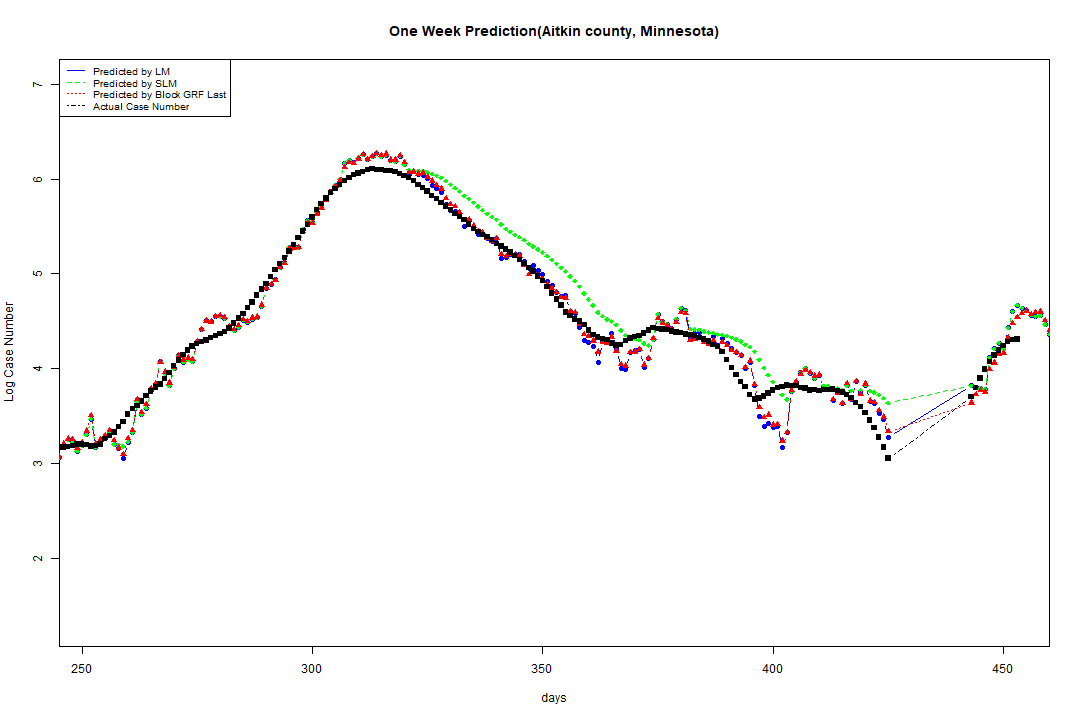 One Week Prediction(Aitkin county, Minnesota)
Predicted by LM
Predicted by SLM
Predicted by Block GRF Last
Actual Case Number
Log Case Number
7
6
5
4
3
2
250 300 350 400 450
days